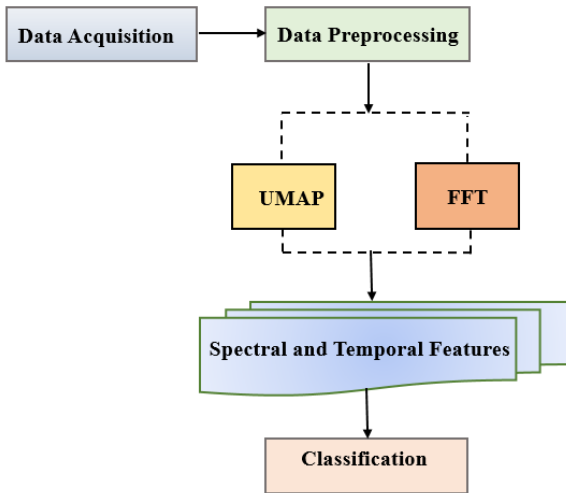 Data Acquisition
Data Preprocessing
UMAP
FFT
Spectral and Temporal Features
Classification